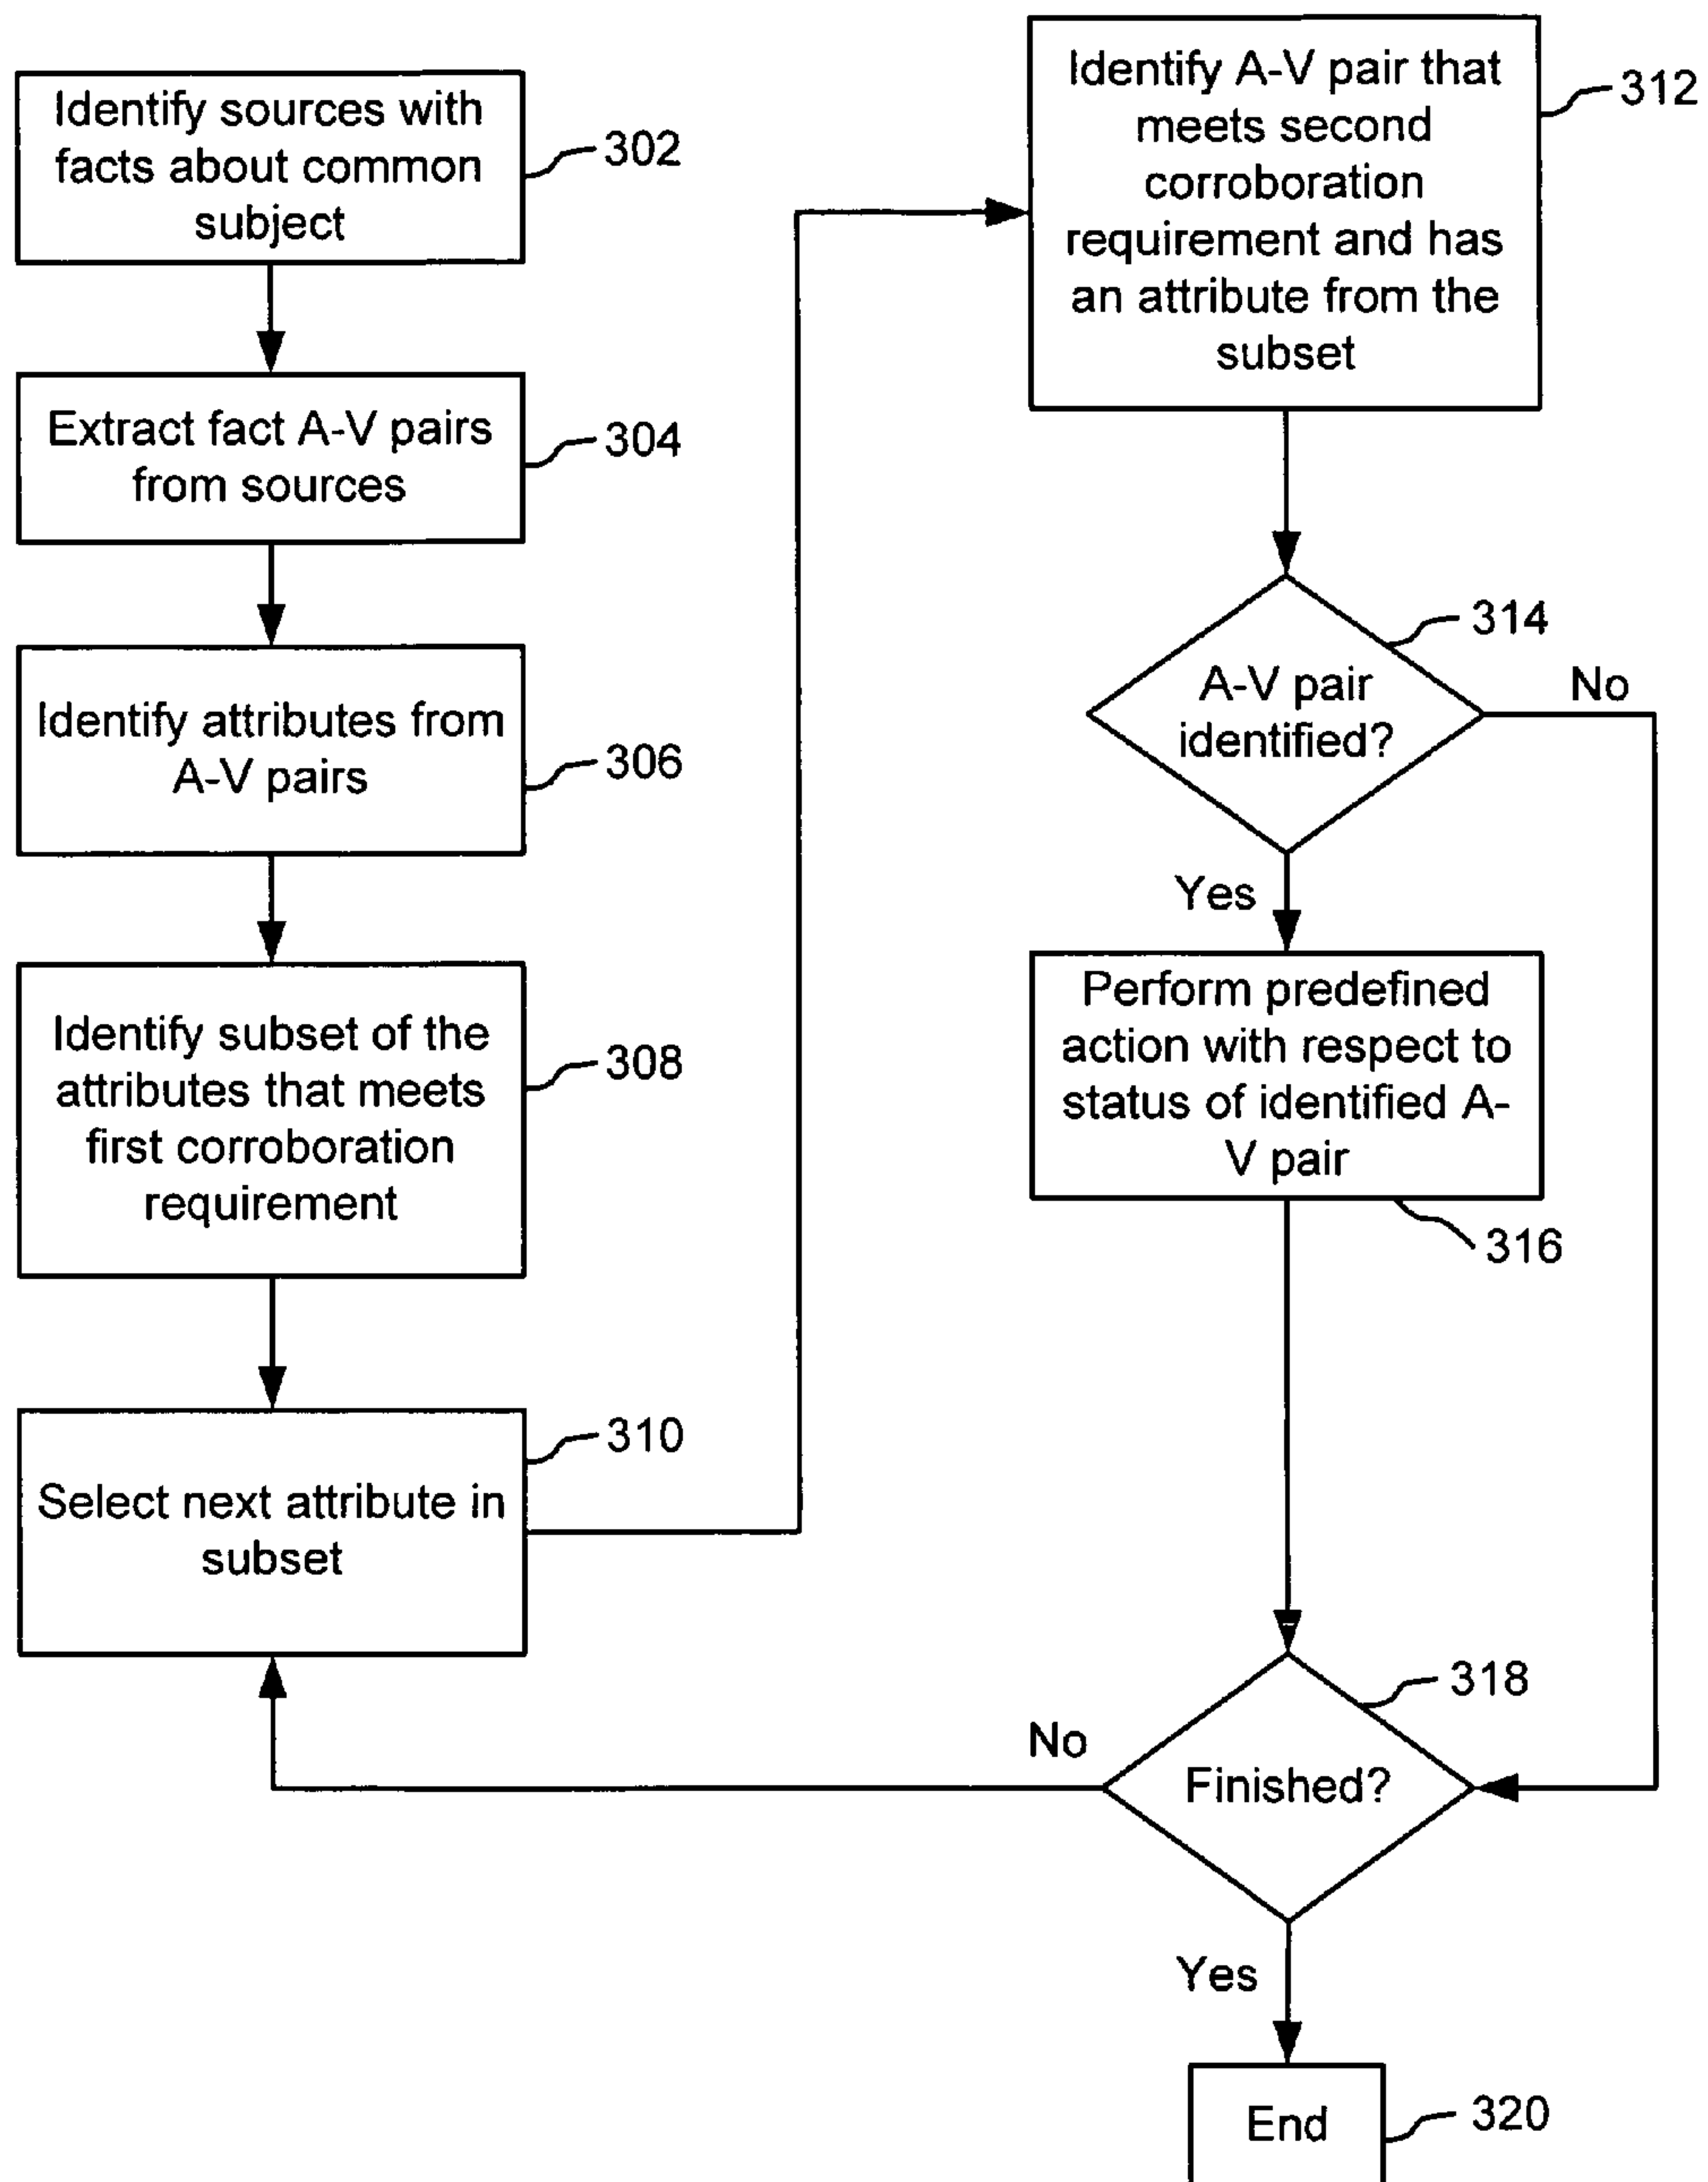 Identify sources with
facts about common
subject
302
Extract fact A-V pairs
from sources
304
Identify attributes from
A-V pairs
306
Identify subset of the
attributes that meets
first corroboration
requirement
308
Select next attribute in
subset
310
Identify A-V pair that
meets second
corroboration
requirement and has
an attribute from the
subset
312
A-V pair
identified?
314
No
Yes
Perform predefined
action with respect to
status of identified A-
V pair
316
Finished?
318
No
Yes
End
320